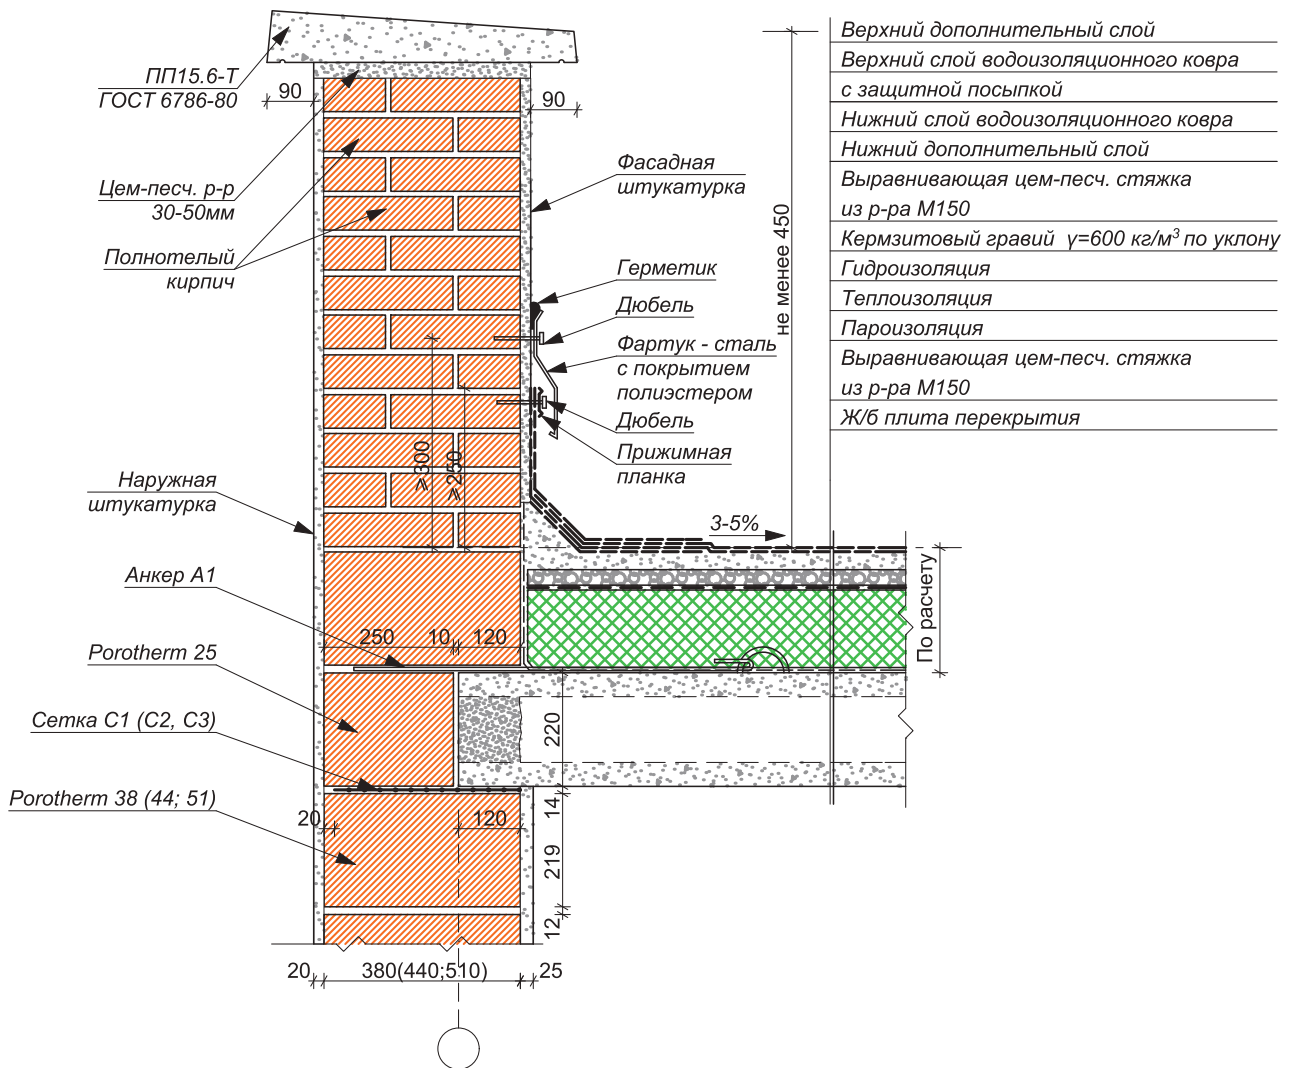 ПП15.6-Т
ГОСТ 6786-80
90
90
Цем-песч. р-р
30-50мм
Полнотелый
кирпич
Наружная
штукатурка
Анкер А1
Porotherm 25
Сетка С1 (С2, С3)
Porotherm 38 (44; 51)
Фасадная
штукатурка
Герметик
Дюбель
Фартук - сталь
с покрытием
полиэстером
Дюбель
Прижимная
планка
не менее 450
⩾300
⩾250
3-5%
По расчету
250
10
120
220
14
20
120
219
12
20
380(440;510)
25
Верхний дополнительный слой
Верхний слой водоизоляционного ковра
с защитной посыпкой
Нижний слой водоизоляционного ковра
Нижний дополнительный слой
Выравнивающая цем-песч. стяжка
из р-ра М150
Кермзитовый гравий γ=600 кг/м³ по уклону
Гидроизоляция
Теплоизоляция
Пароизоляция
Выравнивающая цем-песч. стяжка
из р-ра М150
Ж/б плита перекрытия